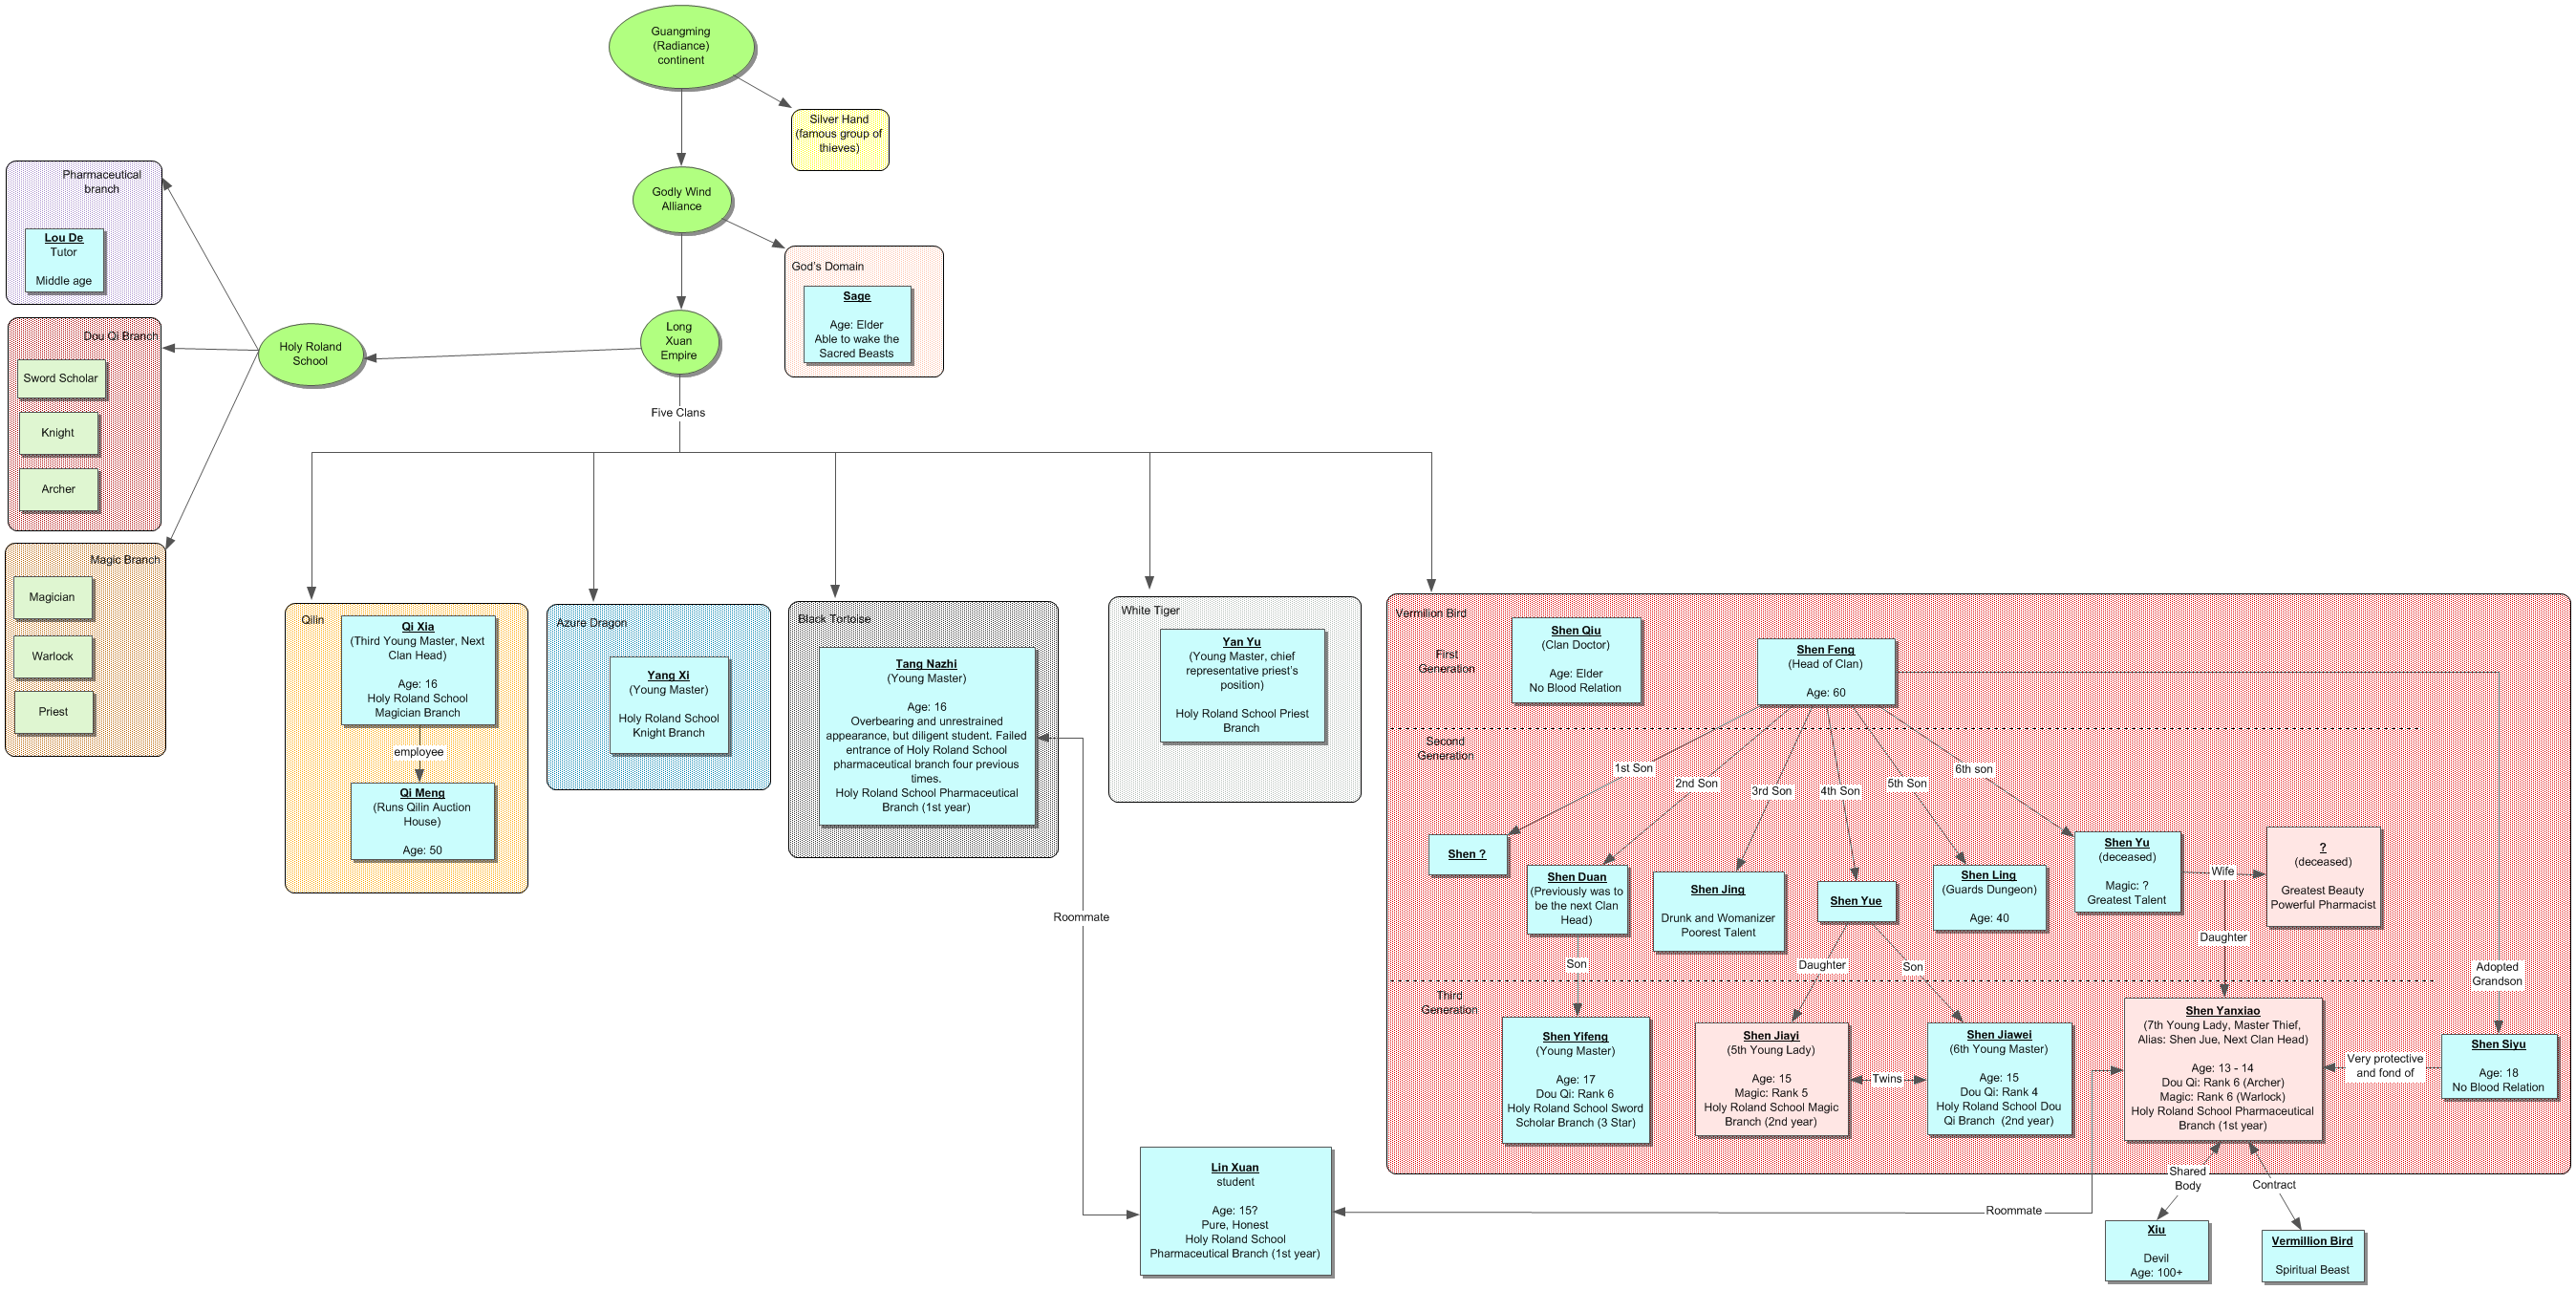 Guangming
(Radiance)
continent
Silver Hand
(famous group of
thieves)
Godly Wind
Alliance
God's Domain
Sage
Age: Elder
Able to wake the
Sacred Beasts
Long
Xuan
Empire
Holy Roland
School
Pharmaceutical
branch
Lou De
Tutor
Middle age
Dou Qi Branch
Sword Scholar
Knight
Archer
Magic Branch
Magician
Warlock
Priest
Five Clans
Qilin
Qi Xia
(Third Young Master, Next
Clan Head)
Age: 16
Holy Roland School
Magician Branch
employee
Qi Meng
(Runs Qilin Auction
House)
Age: 50
Azure Dragon
Yang Xi
(Young Master)
Holy Roland School
Knight Branch
Black Tortoise
Tang Nazhi
(Young Master)
Age: 16
Overbearing and unrestrained
appearance, but diligent student. Failed
entrance of Holy Roland School
pharmaceutical branch four previous
times.
Holy Roland School Pharmaceutical
Branch (1st year)
White Tiger
Yan Yu
(Young Master, chief
representative priest's
position)
Holy Roland School Priest
Branch
Vermilion Bird
First
Generation
Shen Qiu
(Clan Doctor)
Age: Elder
No Blood Relation
Shen Feng
(Head of Clan)
Age: 60
Second
Generation
1st Son
2nd Son
3rd Son
4th Son
5th Son
6th son
Shen ?
Shen Duan
(Previously was to
be the next Clan
Head)
Shen Jing
Drunk and Womanizer
Poorest Talent
Shen Yue
Shen Ling
(Guards Dungeon)
Age: 40
Shen Yu
(deceased)
Magic: ?
Greatest Talent
Wife
?
(deceased)
Greatest Beauty
Powerful Pharmacist
Son
Daughter
Son
Daughter
Adopted
Grandson
Third
Generation
Shen Yifeng
(Young Master)
Age: 17
Dou Qi: Rank 6
Holy Roland School Sword
Scholar Branch (3 Star)
Shen Jiayi
(5th Young Lady)
Age: 15
Magic: Rank 5
Holy Roland School Magic
Branch (2nd year)
Twins
Shen Jiawei
(6th Young Master)
Age: 15
Dou Qi: Rank 4
Holy Roland School Dou
Qi Branch (2nd year)
Shen Yanxiao
(7th Young Lady, Master Thief,
Alias: Shen Jue, Next Clan Head)
Age: 13 - 14
Dou Qi: Rank 6 (Archer)
Magic: Rank 6 (Warlock)
Holy Roland School Pharmaceutical
Branch (1st year)
Very protective
and fond of
Shen Siyu
Age: 18
No Blood Relation
Roommate
Lin Xuan
student
Age: 15?
Pure, Honest
Holy Roland School
Pharmaceutical Branch (1st year)
Roommate
Shared
Body
Contract
Xiu
Devil
Age: 100+
Vermillion Bird
Spiritual Beast